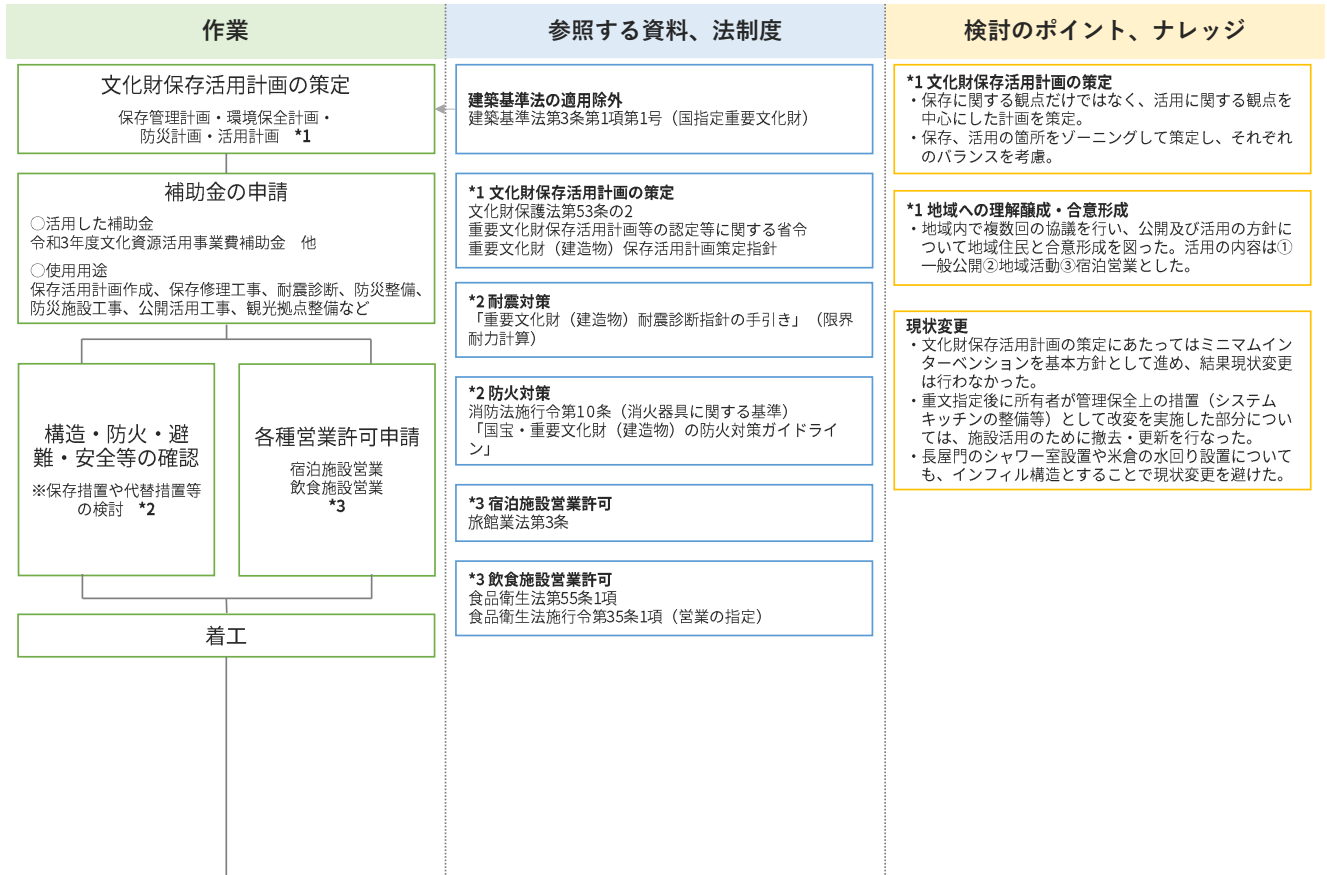 作業
文化財保存活用計画の策定
保存管理計画・環境保全計画・
防災計画・活用計画　*1
補助金の申請
○活用した補助金
令和3年度文化資源活用事業費補助金　他
○使用用途
保存活用計画作成、保存修理工事、耐震診断、防災整備、
防災施設工事、公開活用工事、観光拠点整備など
構造・防火・避
難・安全等の確認
※保存措置や代替措置等
の検討　*2
各種営業許可申請
宿泊施設営業
飲食施設営業
*3
着工
参照する資料、法制度
建築基準法の適用除外
建築基準法第3条第1項第1号（国指定重要文化財）
*1 文化財保存活用計画の策定
文化財保護法第53条の2
重要文化財保存活用計画等の認定等に関する省令
重要文化財（建造物）保存活用計画策定指針
*2 耐震対策
「重要文化財（建造物）耐震診断指針の手引き」（限界
耐力計算）
*2 防火対策
消防法施行令第10条（消火器具に関する基準）
「国宝・重要文化財（建造物）の防火対策ガイドライ
ン」
*3 宿泊施設営業許可
旅館業法第3条
*3 飲食施設営業許可
食品衛生法第55条1項
食品衛生法施行令第35条1項（営業の指定）
検討のポイント、ナレッジ
*1 文化財保存活用計画の策定
・保存に関する観点だけではなく、活用に関する観点を
中心にした計画を策定。
・保存、活用の箇所をゾーニングして策定し、それぞれ
のバランスを考慮。
*1 地域への理解醸成・合意形成
・地域内で複数回の協議を行い、公開及び活用の方針に
ついて地域住民と合意形成を図った。活用の内容は①
一般公開②地域活動③宿泊営業とした。
現状変更
・文化財保存活用計画の策定にあたってはミニマムイン
ターベンションを基本方針として進め、結果現状変更
は行わなかった。
・重文指定後に所有者が管理保全上の措置（システム
キッチンの整備等）として改変を実施した部分につい
ては、施設活用のために撤去・更新を行なった。
・長屋門のシャワー室設置や米倉の水回り設置について
も、インフィル構造とすることで現状変更を避けた。